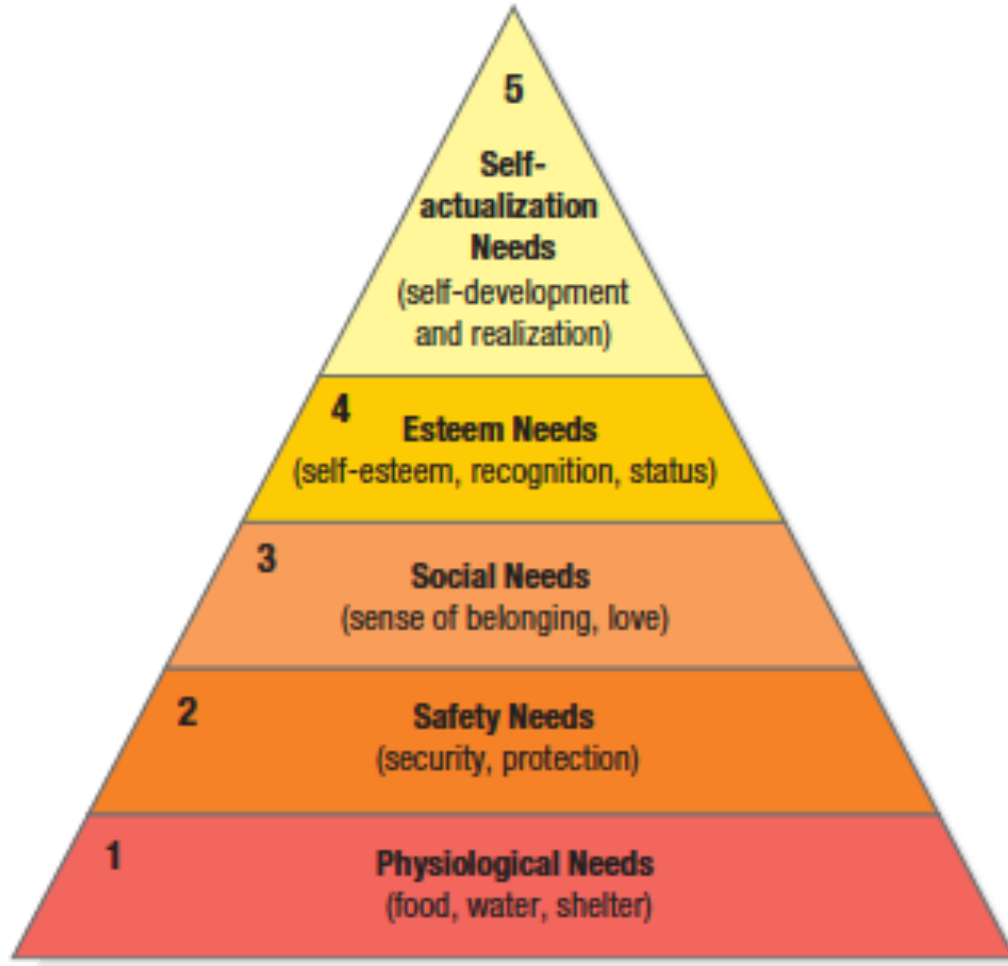 5
Self-
actualization
Needs
(self-development
and realization)
4
Esteem Needs
(self-esteem, recognition, status)
3
Social Needs
(sense of belonging, love)
2
Safety Needs
(security, protection)
1
Physiological Needs
(food, water, shelter)